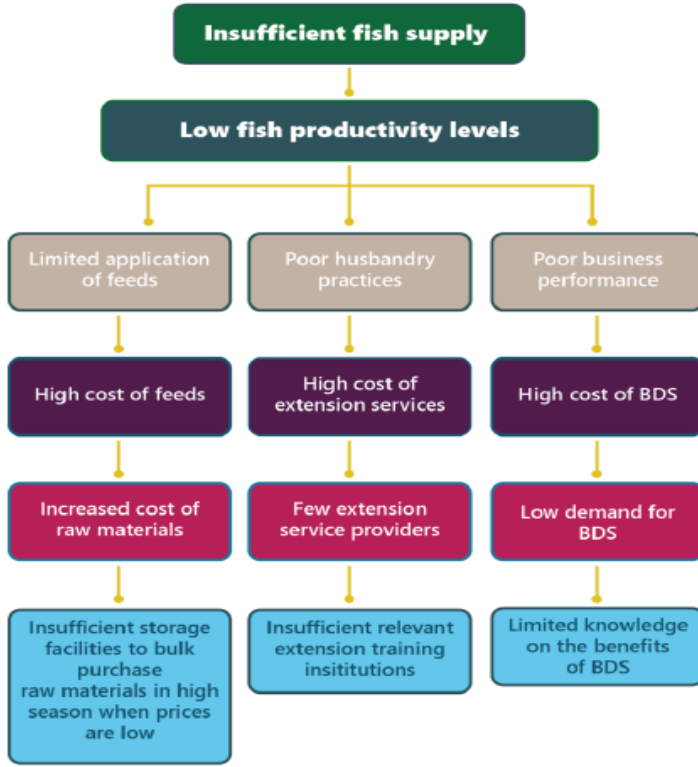 Insufficient fish supply
Low fish productivity levels
Limited application
of feeds
Poor husbandry
practices
Poor business
performance
High cost of feeds
High cost of
extension services
High cost of BDS
Increased cost of
raw materials
Few extension
service providers
Low demand for
BDS
Insufficient storage
facilities to bulk
purchase
raw materials in high
season when prices
are low
Insufficient relevant
extension training
insititutions
Limited knowledge
on the benefits
of BDS